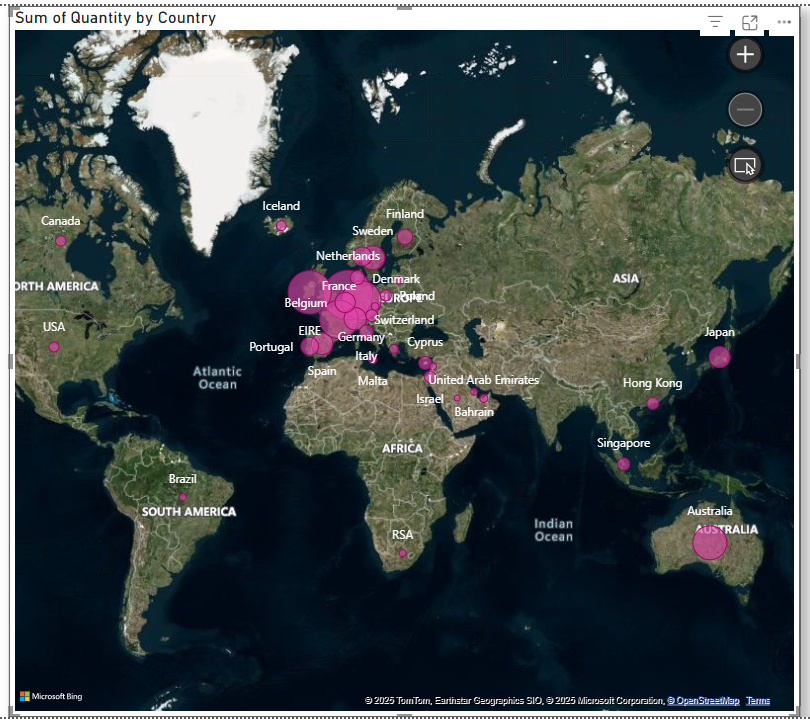 Sum of Quantity by Country
Iceland
Finland
Canada
Sweden
Netherlands
ASIA
Denmark
ORTH AMERICA
France
Poland
EUROPE
Belgium
Switzerland
USA
EIRE
Japan
Germany
Cyprus
Portugal
Italy
Atlantic
Ocean
Spain
Malta
United Arab Emirates
Hong Kong
Israel
Bahrain
Singapore
AFRICA
Brazil
SOUTH AMERICA
Australia
AUSTRALIA
Indian
Ocean
RSA
Microsoft Bing
© 2025 TomTom, Earthstar Geographics SIO, © 2025 Microsoft Corporation, © OpenStreetMap Terms